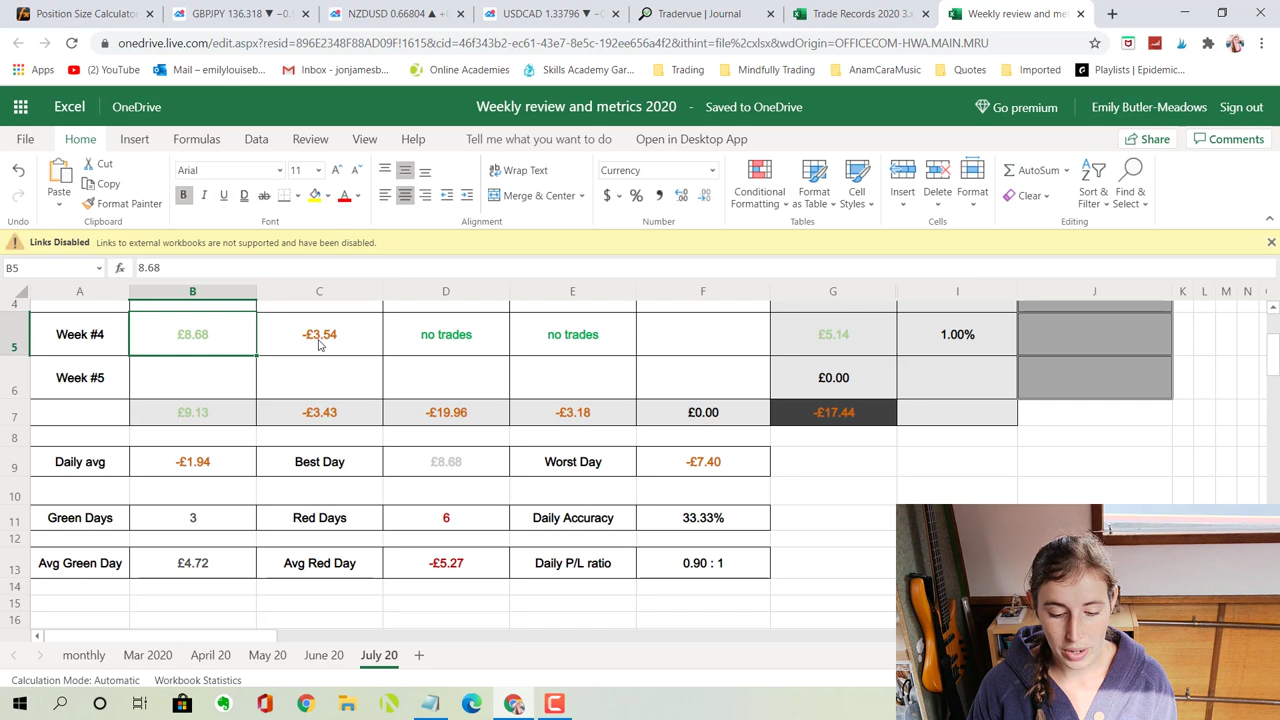 Position Size Calculato
GBPJPY 136.318 ▼ −0.1
NZDUSD 0.66804 ▲ +0.
USDCAD 1.33796 ▼ −0.
Tradervue | Journal
Trade Records 2020 3.x
Weekly review and met
onedrive.live.com/edit.aspx?resid=896E2348F88AD09F!1613&cid=46f343b2-ec61-43e7-8e5c-192ee656a4f2&ithint=file%2cxlsx&wdOrigin=OFFICECOM-HWA.MAIN.MRU
Apps
(2) YouTube
Mail – emilylouiseb...
Inbox - jonjamesb...
Online Academies
Skills Academy Gar...
Trading
Mindfully Trading
AnamCaraMusic
Quotes
Imported
Playlists | Epidemic...
Excel
OneDrive
Weekly review and metrics 2020 - Saved to OneDrive
Go premium
Emily Butler-Meadows
Sign out
File
Home
Insert
Formulas
Data
Review
View
Help
Tell me what you want to do
Open in Desktop App
Share
Comments
Paste
Cut
Copy
Format Painter
Arial
11
Wrap Text
Merge & Center
Currency
Conditional Formatting
Format as Table
Cell Styles
Insert
Delete
Format
AutoSum
Clear
Sort & Filter
Find & Select
Undo
Clipboard
Font
Alignment
Number
Tables
Cells
Editing
Links Disabled Links to external workbooks are not supported and have been disabled.
B5
fx
8.68
A B C D E F G H I J K L M N
4
5 Week #4 £8.68 -£3.54 no trades no trades £5.14 1.00%
6 Week #5 £0.00
7 £9.13 -£3.43 -£19.96 -£3.18 £0.00 -£17.44
8
9 Daily avg -£1.94 Best Day £8.68 Worst Day -£7.40
10
11 Green Days 3 Red Days 6 Daily Accuracy 33.33%
12
13 Avg Green Day £4.72 Avg Red Day -£5.27 Daily P/L ratio 0.90 : 1
14
15
16
monthly
Mar 2020
April 20
May 20
June 20
July 20
Calculation Mode: Automatic
Workbook Statistics